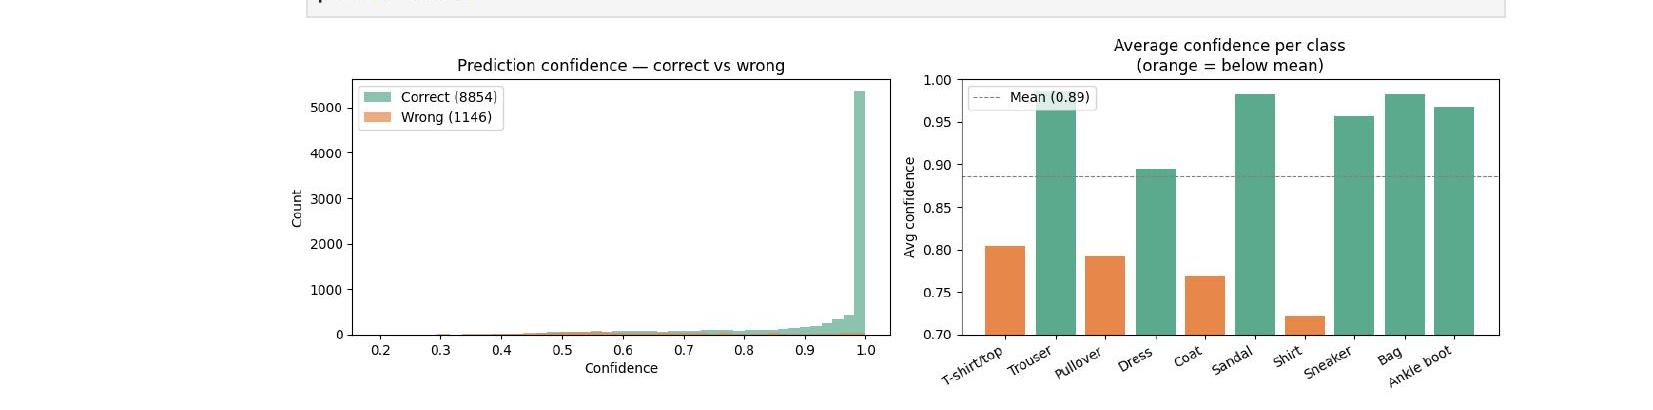 Prediction confidence — correct vs wrong
Correct (8854)
Wrong (1146)
5000
4000
3000
2000
1000
0
Count
0.2 0.3 0.4 0.5 0.6 0.7 0.8 0.9 1.0
Confidence
Average confidence per class
(orange = below mean)
Mean (0.89)
1.00
0.95
0.90
0.85
0.80
0.75
0.70
Avg confidence
T-shirt/top Trouser Pullover Dress Coat Sandal Shirt Sneaker Bag Ankle boot